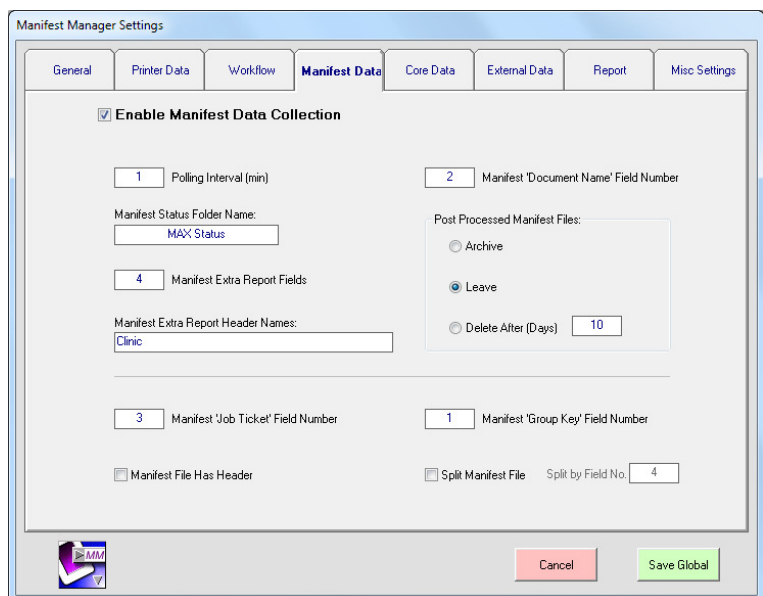 Manifest Manager Settings
General Printer Data Workflow Manifest Data Core Data External Data Report Misc Settings
Enable Manifest Data Collection
1 Polling Interval (min)
2 Manifest 'Document Name' Field Number
Manifest Status Folder Name:
MAX Status
4 Manifest Extra Report Fields
Manifest Extra Report Header Names:
Clinic
Post Processed Manifest Files:
Archive
Leave
Delete After (Days) 10
3 Manifest 'Job Ticket' Field Number
1 Manifest 'Group Key' Field Number
Manifest File Has Header
Split Manifest File Split by Field No. 4
MM
Cancel Save Global